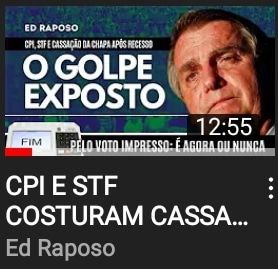 ED RAPOSO
CPI, STF E CASSAÇÃO DA CHAPA APÓS RECESSO
O GOLPE
EXPOSTO
12:55
FIM
PELO VOTO IMPRESSO: É AGORA OU NUNCA
CPI E STF
COSTURAM CASSA...
Ed Raposo